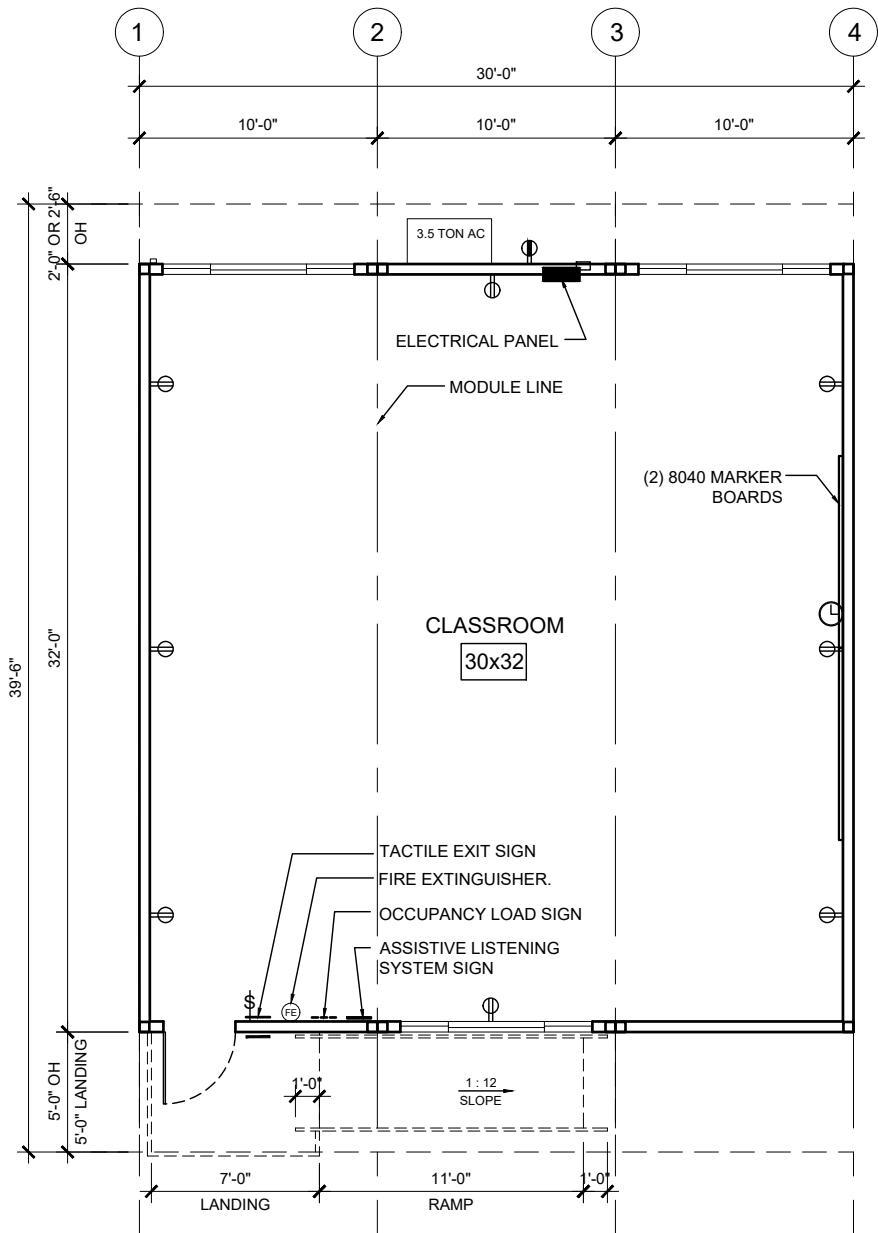 1
2
3
4
30'-0"
10'-0"
10'-0"
10'-0"
2'-0" OR 2'-6"
OH
3.5 TON AC
ELECTRICAL PANEL
MODULE LINE
(2) 8040 MARKER
BOARDS
CLASSROOM
30x32
39'-6"
32'-0"
TACTILE EXIT SIGN
FIRE EXTINGUISHER.
OCCUPANCY LOAD SIGN
ASSISTIVE LISTENING
SYSTEM SIGN
S
FE
5'-0" OH
5'-0" LANDING
1'-0"
1 : 12
SLOPE
7'-0"
LANDING
11'-0"
RAMP
1'-0"